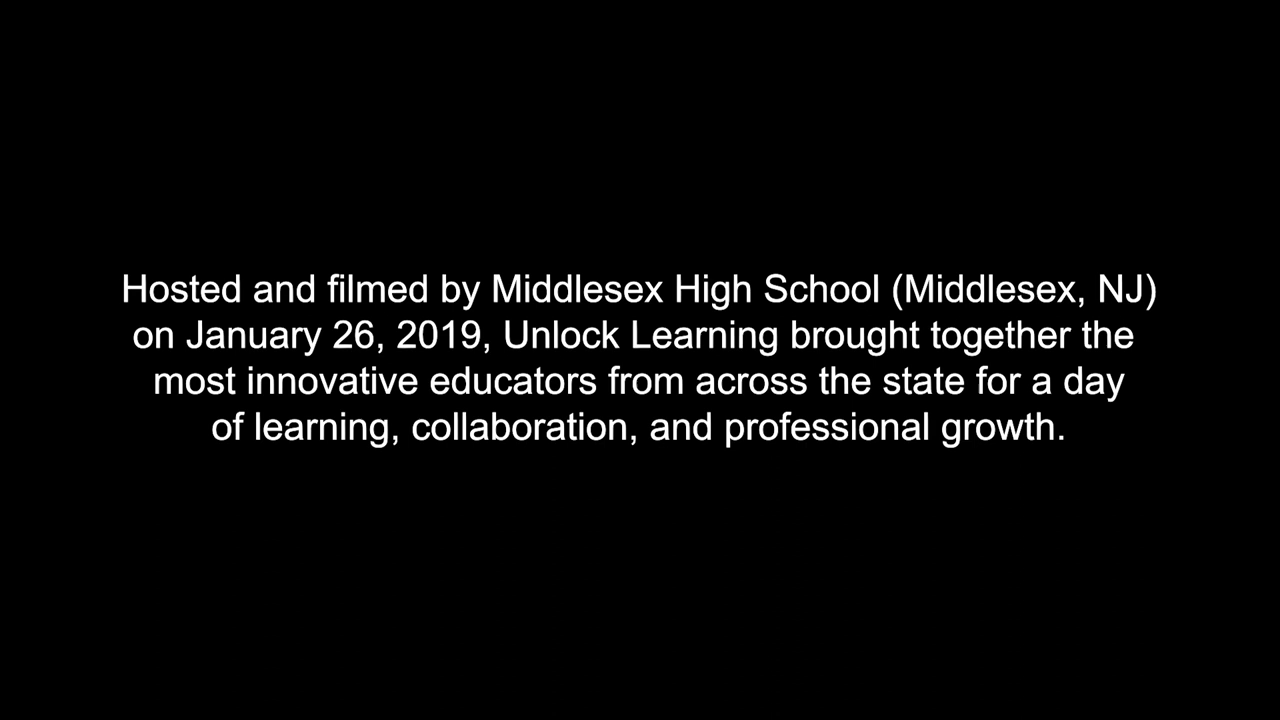 Hosted and filmed by Middlesex High School (Middlesex, NJ)
on January 26, 2019, Unlock Learning brought together the
most innovative educators from across the state for a day
of learning, collaboration, and professional growth.